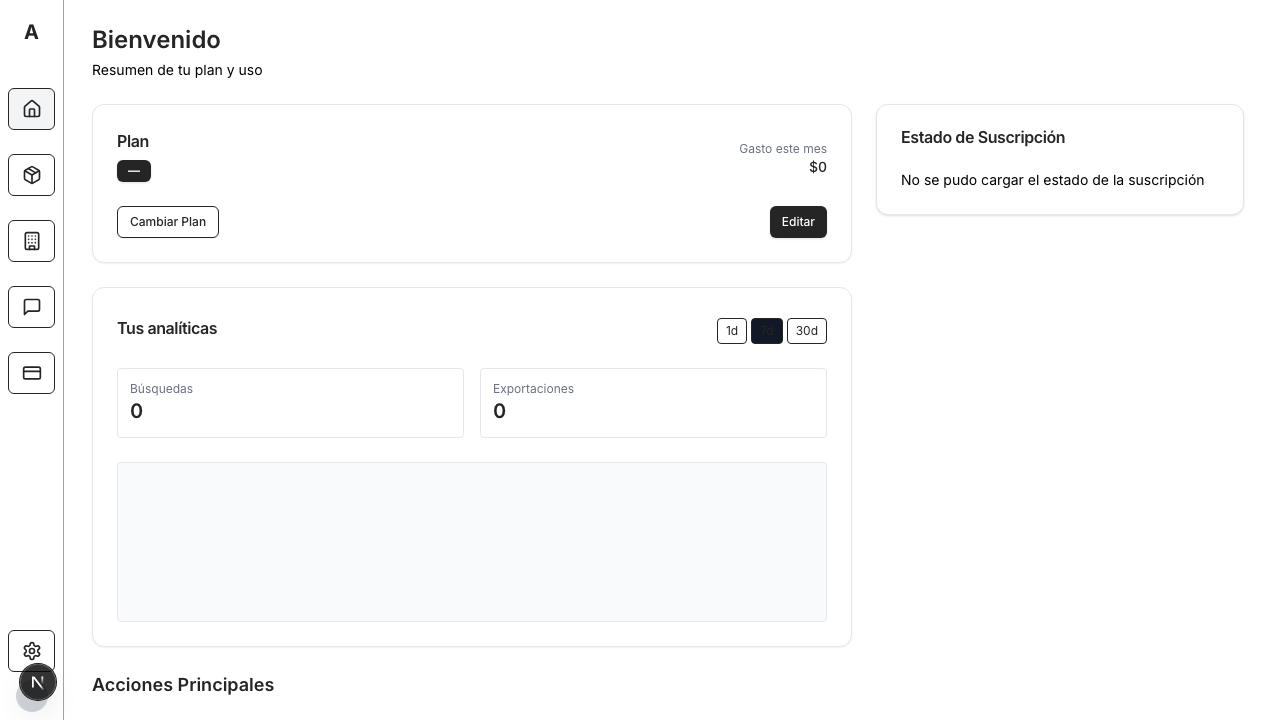 A
Bienvenido
Resumen de tu plan y uso
Plan
—
Gasto este mes
$0
Cambiar Plan
Editar
Estado de Suscripción
No se pudo cargar el estado de la suscripción
Tus analíticas
1d
7d
30d
Búsquedas
0
Exportaciones
0
Acciones Principales
N